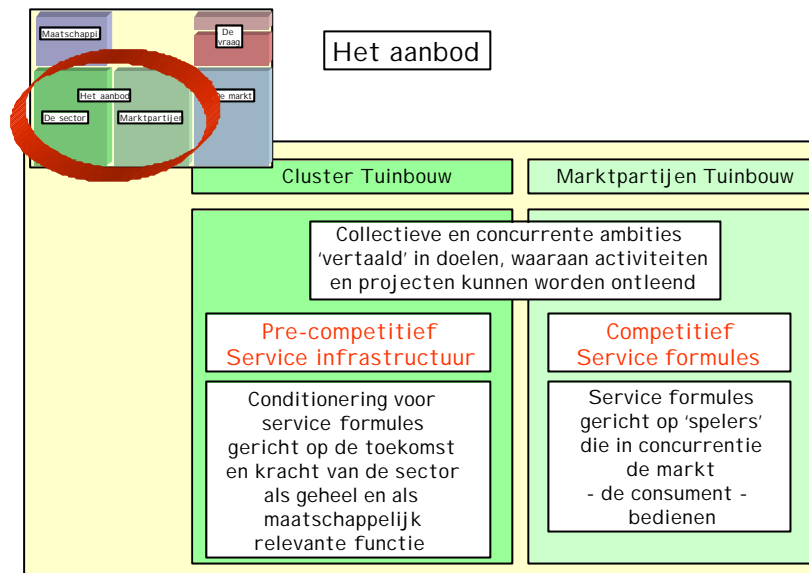 Maatschappi
De
vraag
Het aanbod
Het aanbod
De markt
De sector
Marktpartijen
Cluster Tuinbouw
Marktpartijen Tuinbouw
Collectieve en concurrente ambities
‘vertaald’ in doelen, waaraan activiteiten
en projecten kunnen worden ontleend
Pre-competitief
Service infrastructuur
Competitief
Service formules
Conditionering voor
service formules
gericht op de toekomst
en kracht van de sector
als geheel en als
maatschappelijk
relevante functie
Service formules
gericht op ‘spelers’
die in concurrentie
de markt
- de consument -
bedienen